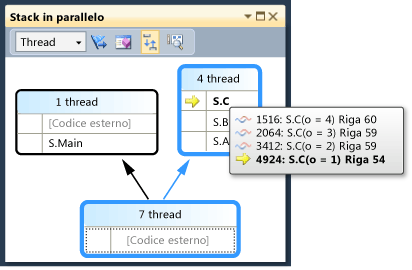 Stack in parallelo
Thread
1 thread
[Codice esterno]
S.Main
4 thread
S.C
S.B
S.A
1516: S.C(o = 4) Riga 60
2064: S.C(o = 3) Riga 59
3412: S.C(o = 2) Riga 59
4924: S.C(o = 1) Riga 54
7 thread
[Codice esterno]